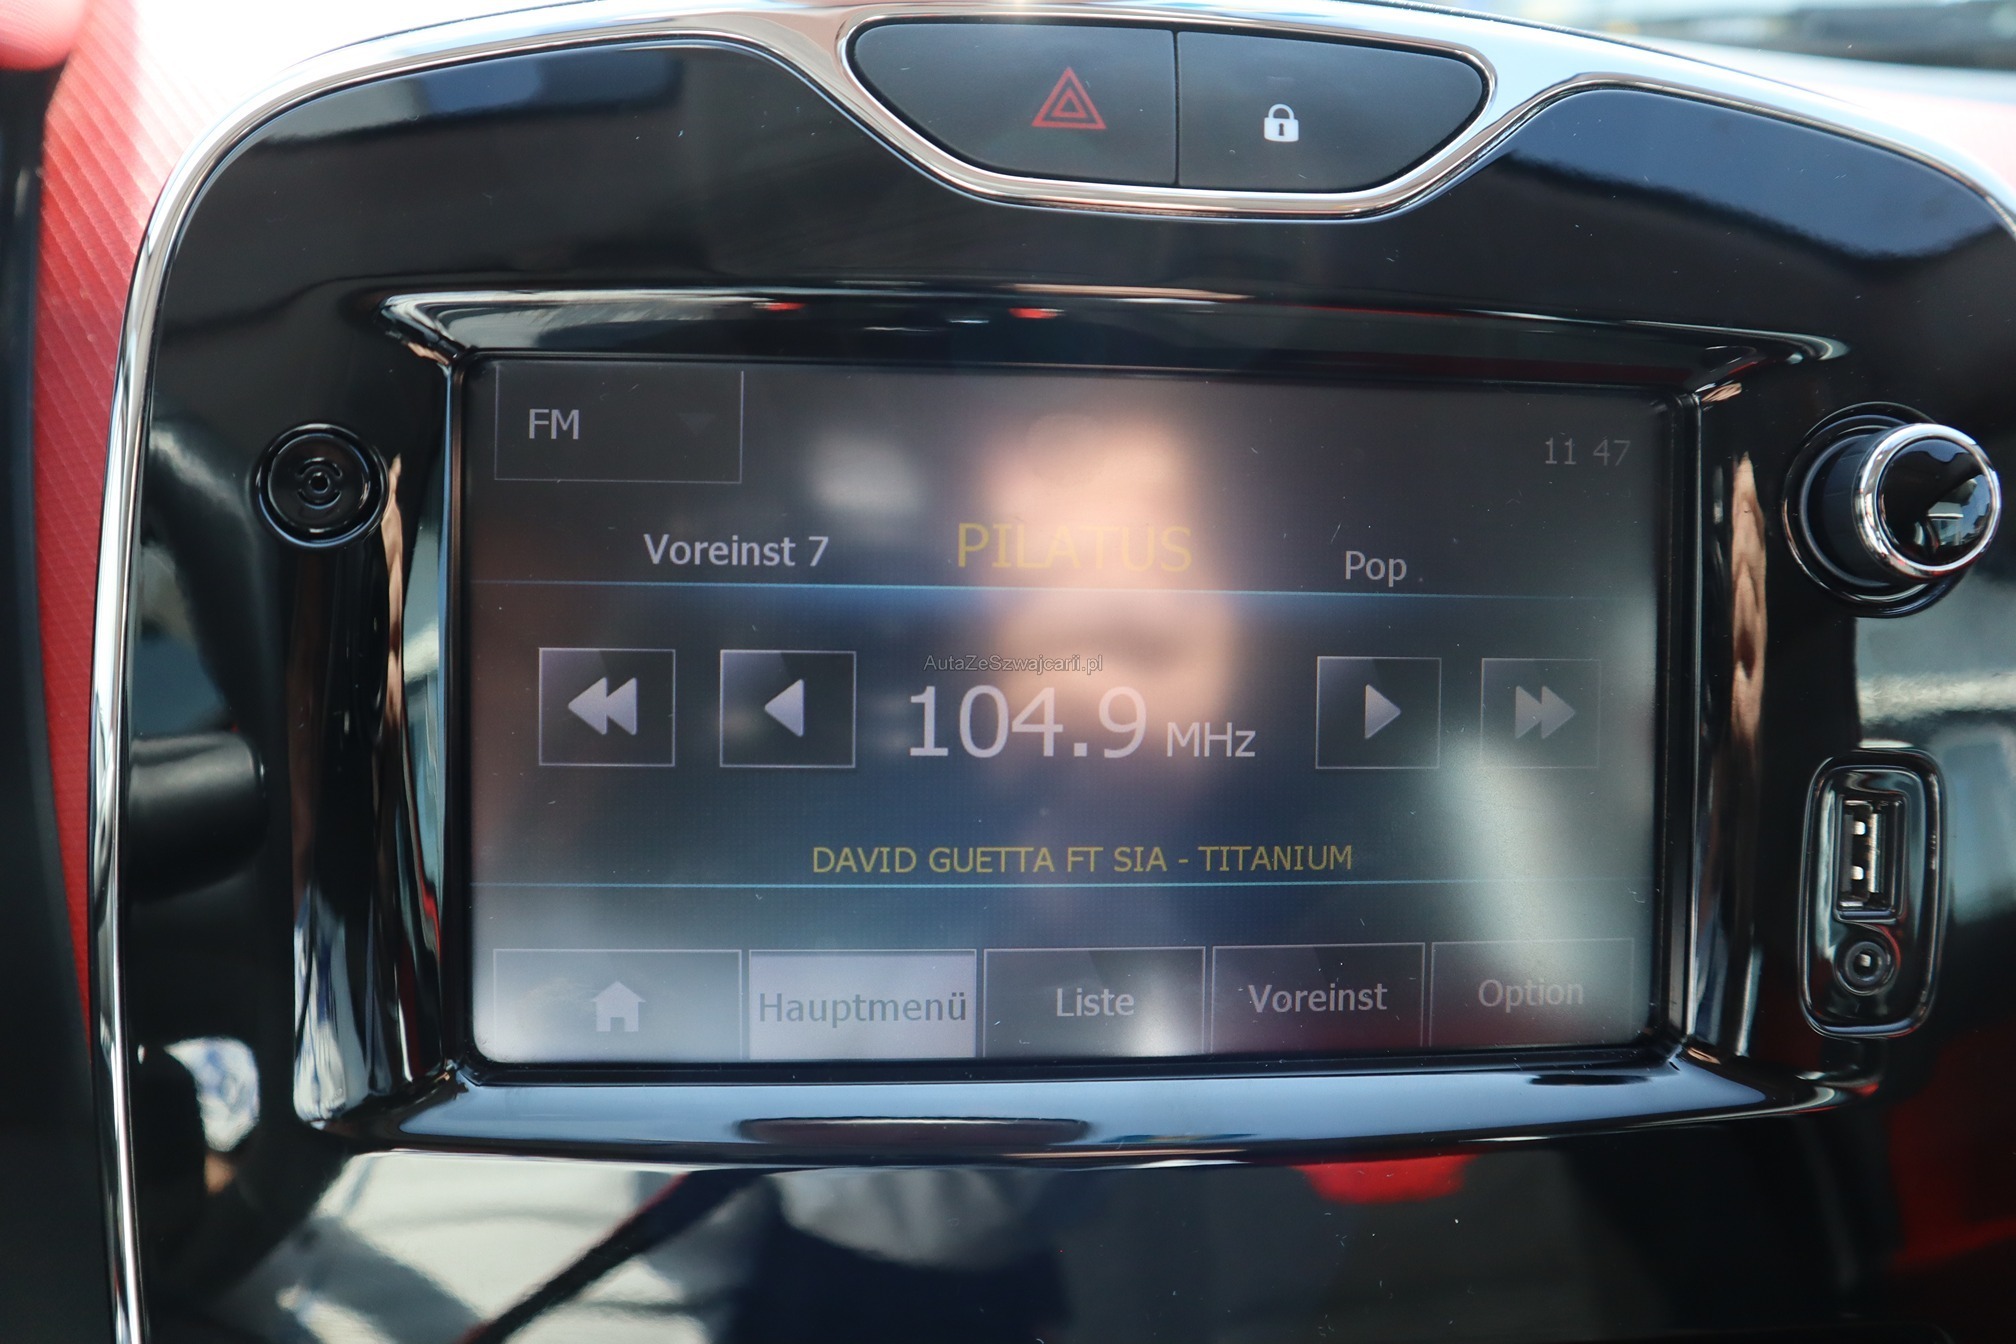 FM
11 47
Voreinst 7
PILATUS
Pop
AutaZeSzwajcarii.pl
104.9 MHz
DAVID GUETTA FT SIA - TITANIUM
Hauptmenü
Liste
Voreinst
Option